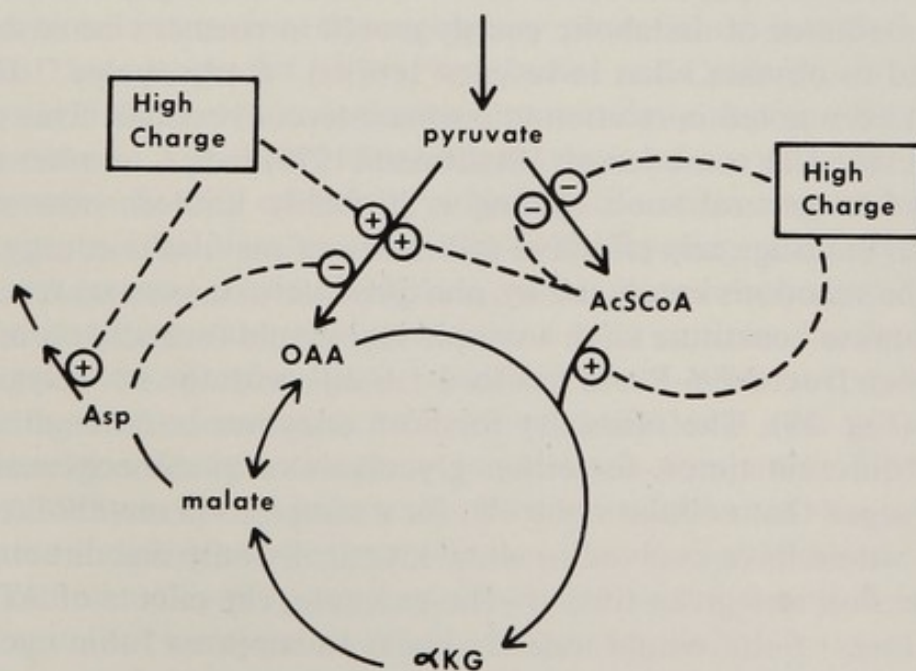 High
Charge
pyruvate
High
Charge
+
+
-
-
-
AcSCoA
OAA
+
+
Asp
malate
αKG